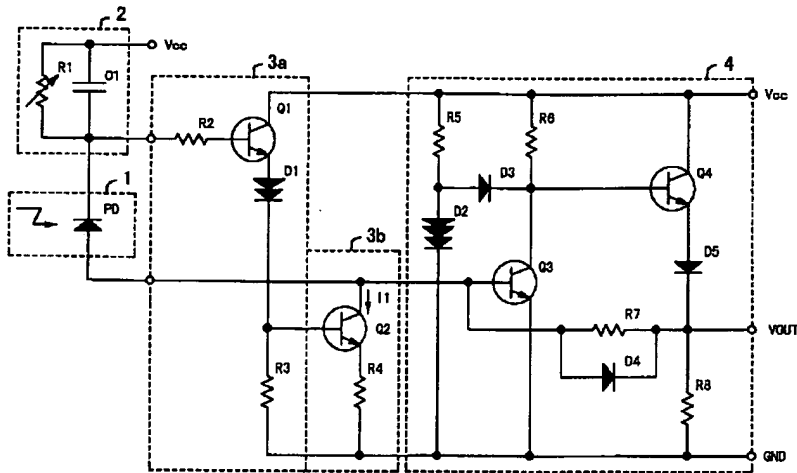 2
Vcc
R1
C1
3a
4
Q1
R2
D1
1
PD
3b
I1
Q2
R3
R4
Vcc
R5
R6
D3
Q4
D2
Q3
D5
R7
VOUT
D4
R8
GND